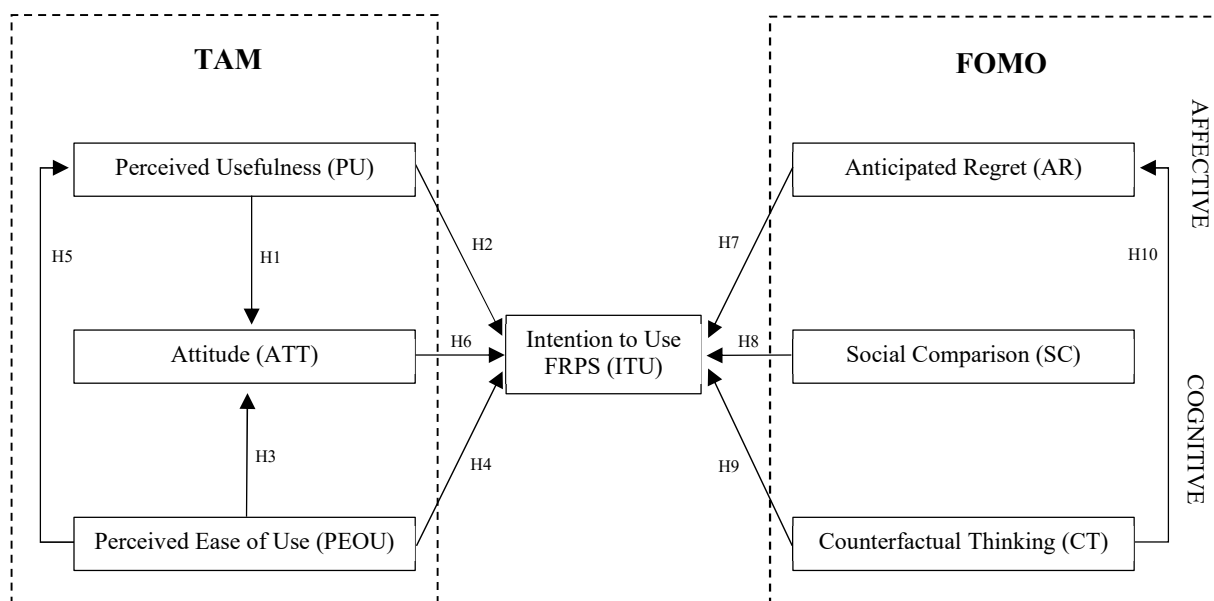 TAM
FOMO
Perceived Usefulness (PU)
Anticipated Regret (AR)
AFFECTIVE
H5
H1
H2
H7
H10
Attitude (ATT)
H6
Intention to Use
FRPS (ITU)
H8
Social Comparison (SC)
COGNITIVE
H3
H4
H9
Perceived Ease of Use (PEOU)
Counterfactual Thinking (CT)